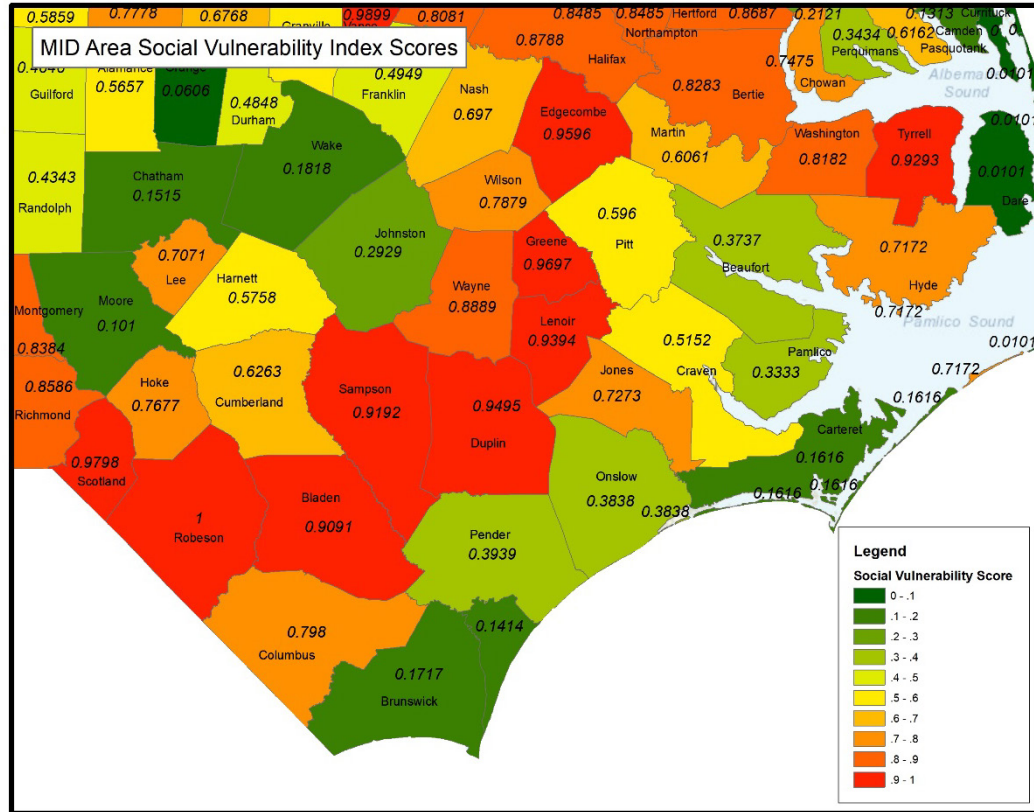 0.5859
0.7778
0.6768
Granville
0.9899
Vance
0.8081
0.8485
0.8485
Hertford
0.8687
0.2121
0.1313
Currituck
MID Area Social Vulnerability Index Scores
Northampton
0.3434
0.6162
Camden
Perquimans
Pasquotank
0.8788
Halifax
0.7475
Chowan
Albemarle
Sound
0.0101
Guilford
Alamance
0.5657
Orange
0.0606
0.4848
Durham
0.4949
Franklin
Nash
0.697
Edgecombe
0.9596
0.8283
Bertie
Martin
0.6061
Washington
0.8182
Tyrrell
0.9293
0.0101
0.0101
Dare
Wake
0.1818
0.4343
Randolph
Chatham
0.1515
Wilson
0.7879
Johnston
0.2929
0.596
Pitt
0.3737
Beaufort
0.7172
Hyde
0.7172
Pamlico Sound
0.0101
0.7071
Lee
Harnett
0.5758
Greene
0.9697
Wayne
0.8889
Moore
0.101
Montgomery
0.8384
Lenoir
0.9394
0.5152
Craven
Pamlico
0.3333
0.7172
0.1616
0.8586
Richmond
Hoke
0.7677
0.6263
Cumberland
Sampson
0.9192
0.9495
Duplin
Jones
0.7273
Carteret
0.1616
0.1616
0.1616
0.9798
Scotland
Onslow
0.3838
0.3838
1
Robeson
Bladen
0.9091
Pender
0.3939
0.798
Columbus
0.1414
0.1717
Brunswick
Legend
Social Vulnerability Score
0 - .1
.1 - .2
.2 - .3
.3 - .4
.4 - .5
.5 - .6
.6 - .7
.7 - .8
.8 - .9
.9 - 1